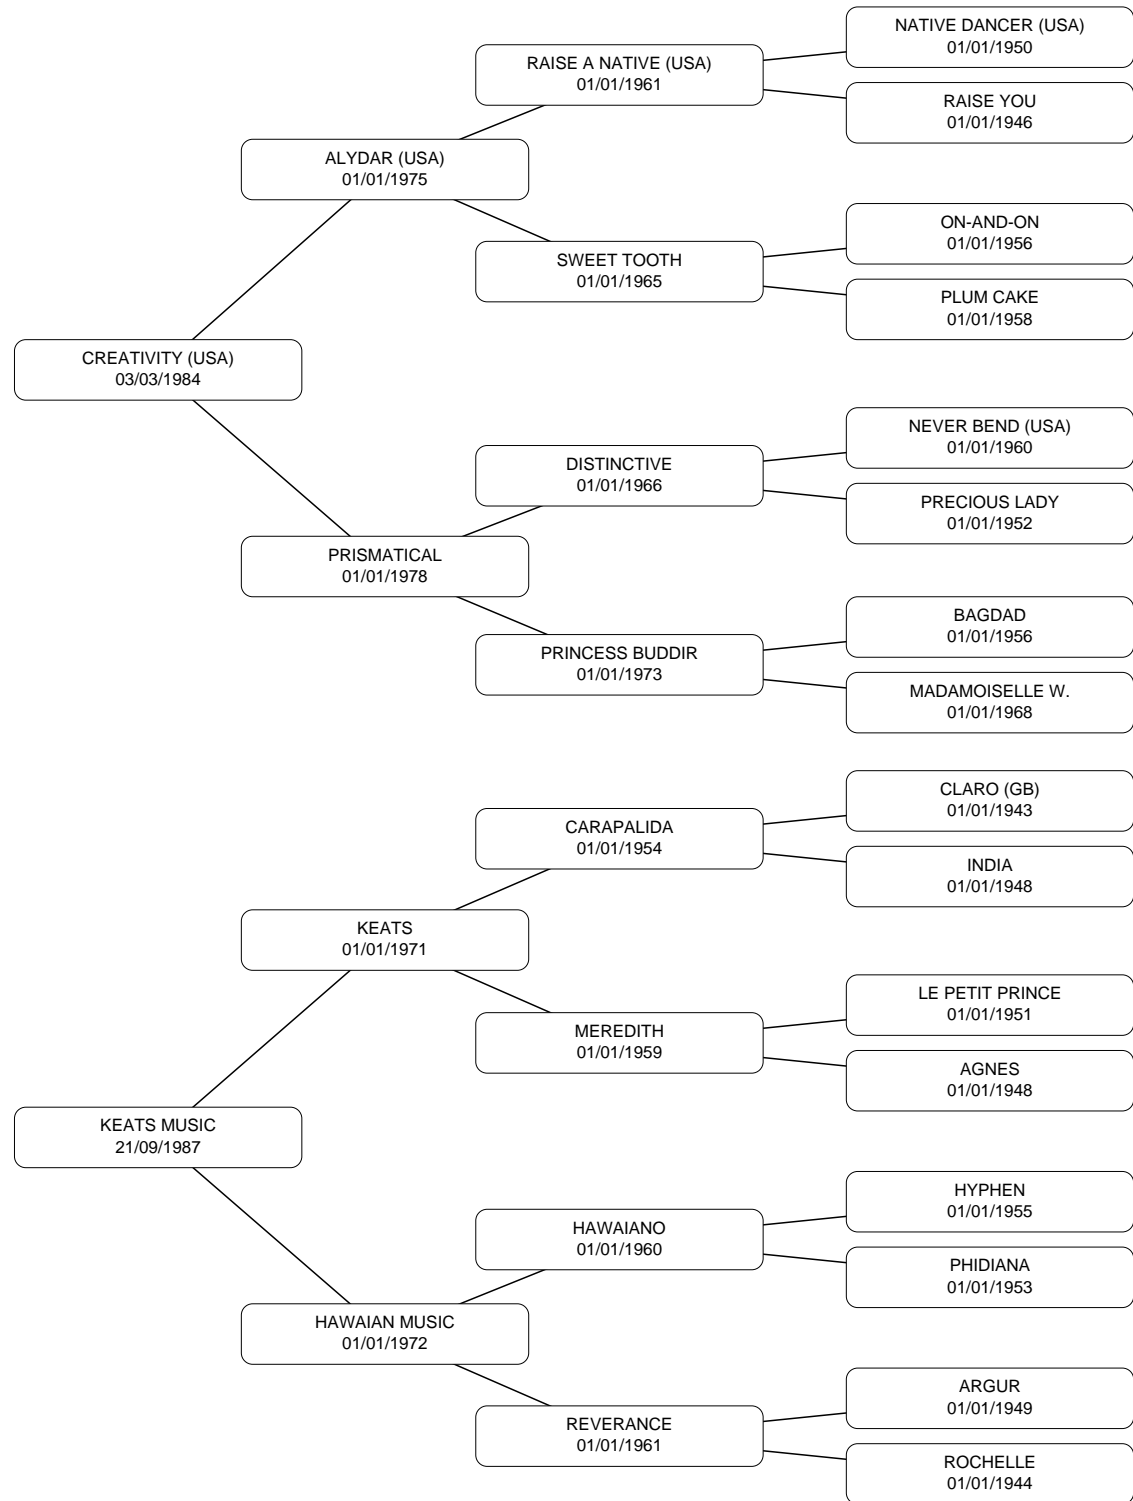 NATIVE DANCER (USA)
01/01/1950
RAISE A NATIVE (USA)
01/01/1961
RAISE YOU
01/01/1946
ALYDAR (USA)
01/01/1975
ON-AND-ON
01/01/1956
SWEET TOOTH
01/01/1965
PLUM CAKE
01/01/1958
CREATIVITY (USA)
03/03/1984
NEVER BEND (USA)
01/01/1960
DISTINCTIVE
01/01/1966
PRECIOUS LADY
01/01/1952
PRISMATICAL
01/01/1978
BAGDAD
01/01/1956
PRINCESS BUDDIR
01/01/1973
MADAMOISELLE W.
01/01/1968
CLARO (GB)
01/01/1943
CARAPALIDA
01/01/1954
INDIA
01/01/1948
KEATS
01/01/1971
LE PETIT PRINCE
01/01/1951
MEREDITH
01/01/1959
AGNES
01/01/1948
KEATS MUSIC
21/09/1987
HYPHEN
01/01/1955
HAWAIANO
01/01/1960
PHIDIANA
01/01/1953
HAWAIAN MUSIC
01/01/1972
ARGUR
01/01/1949
REVERANCE
01/01/1961
ROCHELLE
01/01/1944